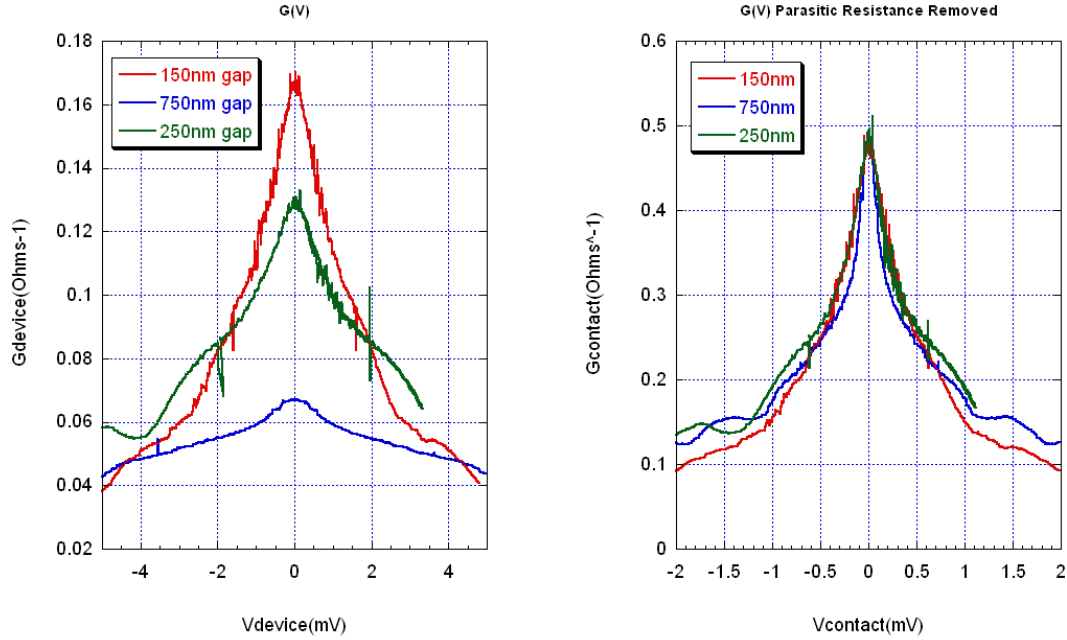 G(V)
0.18
0.16
0.14
0.12
0.1
0.08
0.06
0.04
0.02
150nm gap
750nm gap
250nm gap
Gdevice(Ohms-1)
-4
-2
0
2
4
Vdevice(mV)
G(V) Parasitic Resistance Removed
0.6
0.5
0.4
0.3
0.2
0.1
0
150nm
750nm
250nm
Gcontact(Ohms^-1)
-2
-1.5
-1
-0.5
0
0.5
1
1.5
2
Vcontact(mV)